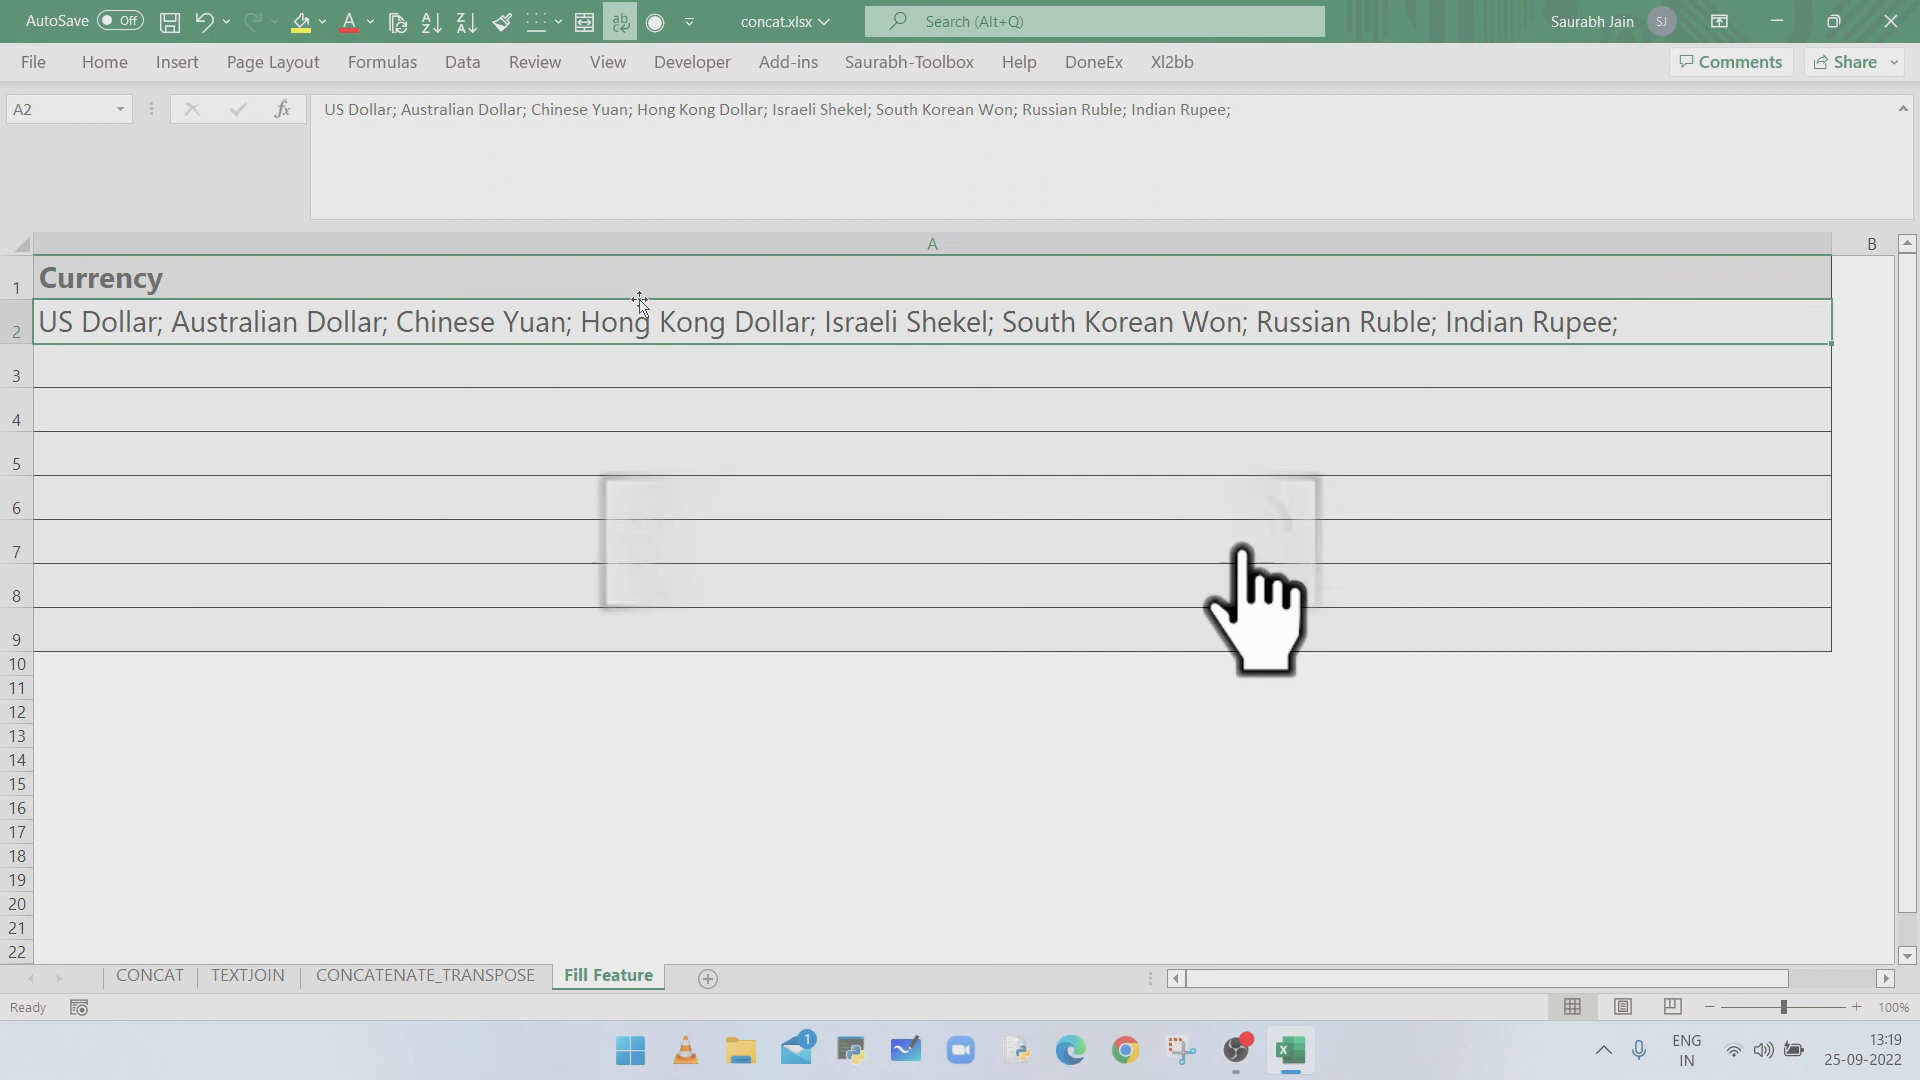 AutoSave Off concat.xlsx Search (Alt+Q) Saurabh Jain SJ
File Home Insert Page Layout Formulas Data Review View Developer Add-ins Saurabh-Toolbox Help DoneEx Xl2bb Comments Share
A2 fx US Dollar; Australian Dollar; Chinese Yuan; Hong Kong Dollar; Israeli Shekel; South Korean Won; Russian Ruble; Indian Rupee;
A B
1 Currency
2 US Dollar; Australian Dollar; Chinese Yuan; Hong Kong Dollar; Israeli Shekel; South Korean Won; Russian Ruble; Indian Rupee;
3
4
5
6
7
8
9
10
11
12
13
14
15
16
17
18
19
20
21
22
CONCAT TEXTJOIN CONCATENATE_TRANSPOSE Fill Feature
Ready 100%
1 ENG 13:19
IN 25-09-2022